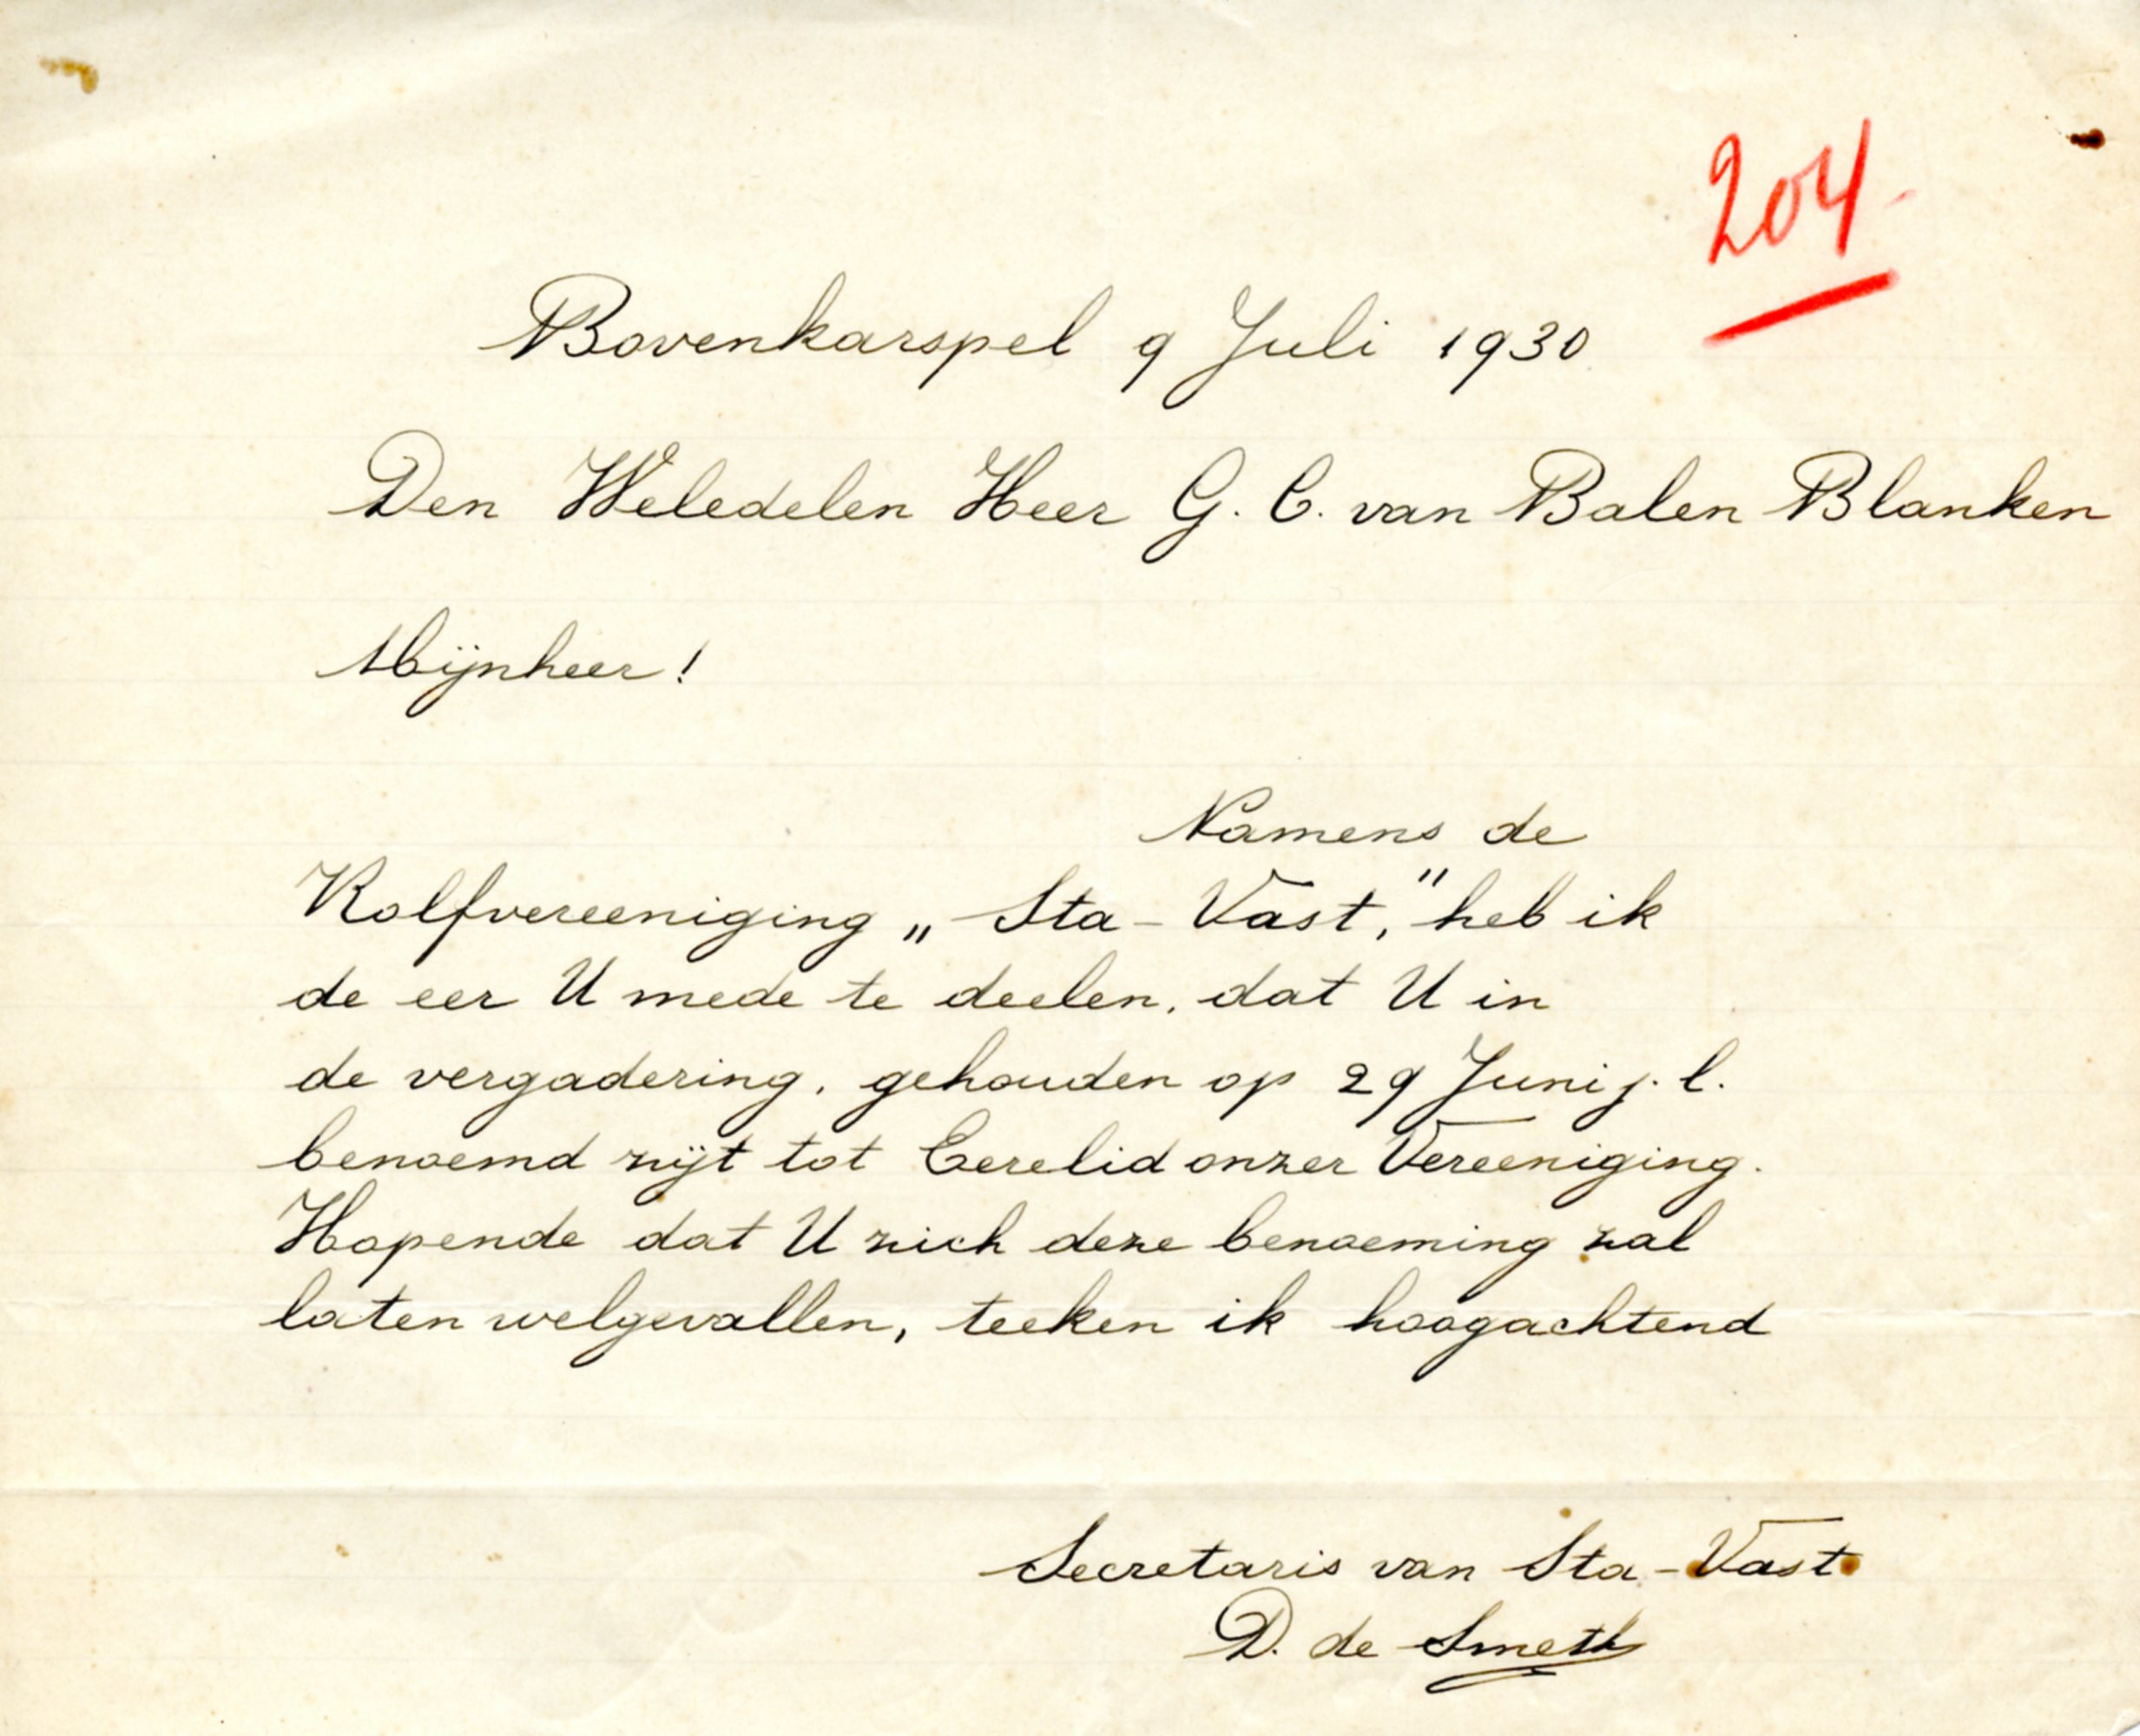 204
Bovenkarspel 9 Juli 1930
Den Weledelen Heer G. C. van Balen Blanken
Mijnheer!
Namens de
Kolfvereeniging „Sta-Vast," heb ik
de eer U mede te deelen, dat U in
de vergadering, gehouden op 29 Juni j.l.
benoemd zijt tot Eerelid onzer Vereeniging.
Hopende dat U zich deze benoeming zal
laten welgevallen, teeken ik hoogachtend
Secretaris van Sta-Vast
D. de Smeth